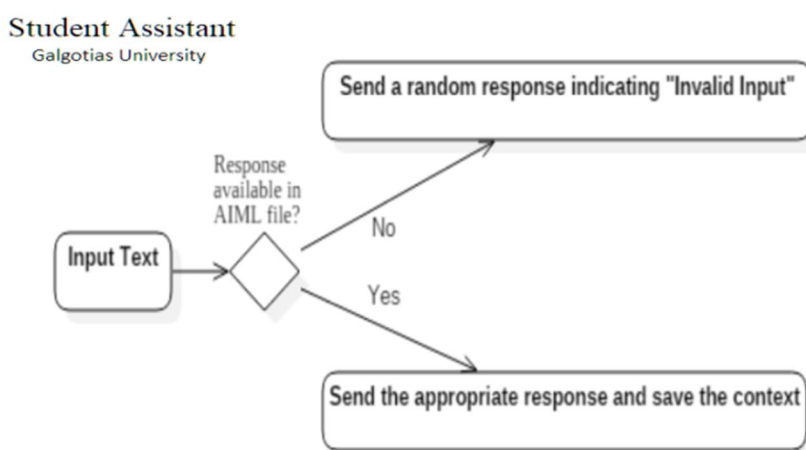 Student Assistant
Galgotias University
Send a random response indicating "Invalid Input"
Response
available in
AIML file?
No
Input Text
Yes
Send the appropriate response and save the context